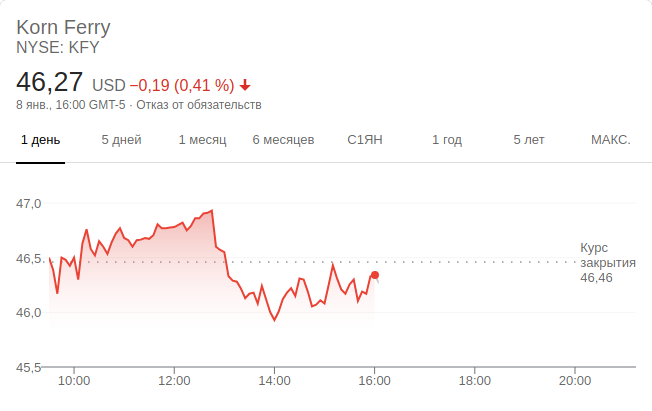 Korn Ferry
NYSE: KFY
46,27 USD −0,19 (0,41 %)
8 янв., 16:00 GMT-5 · Отказ от обязательств
1 день 5 дней 1 месяц 6 месяцев С1ЯН 1 год 5 лет МАКС.
47,0
46,5
46,0
45,5
Курс
закрытия
46,46
10:00 12:00 14:00 16:00 18:00 20:00